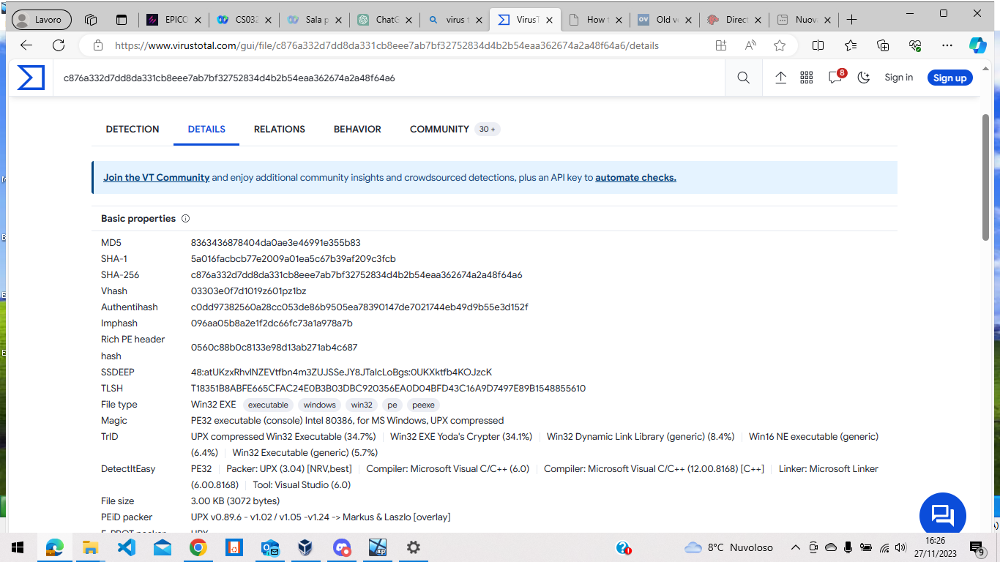 Lavoro
EPICO
CS032
Sala p
ChatG
virus t
VirusT
How t
Old ve
Direct
Nuova
https://www.virustotal.com/gui/file/c876a332d7dd8da331cb8eee7ab7bf32752834d4b2b54eaa362674a2a48f64a6/details
c876a332d7dd8da331cb8eee7ab7bf32752834d4b2b54eaa362674a2a48f64a6
8
Sign in
Sign up
DETECTION
DETAILS
RELATIONS
BEHAVIOR
COMMUNITY 30 +
Join the VT Community and enjoy additional community insights and crowdsourced detections, plus an API key to automate checks.
Basic properties
MD5 8363436878404da0ae3e46991e355b83
SHA-1 5a016facbcb77e2009a01ea5c67b39af209c3fcb
SHA-256 c876a332d7dd8da331cb8eee7ab7bf32752834d4b2b54eaa362674a2a48f64a6
Vhash 03303e0f7d1019z601pz1bz
Authentihash c0dd97382560a28cc053de86b9505ea78390147de7021744eb49d9b55e3d152f
Imphash 096aa05b8a2e1f2dc66fc73a1a978a7b
Rich PE header
hash 0560c88b0c8133e98d13ab271ab4c687
SSDEEP 48:atUKzxRhvlNZEVtfbn4m3ZUJSSeJY8JTalcLoBgs:0UKXktfb4KOJzcK
TLSH T18351B8ABFE665CFAC24E0B3B03DBC920356EA0D04BFD43C16A9D7497E89B1548855610
File type Win32 EXE executable windows win32 pe peexe
Magic PE32 executable (console) Intel 80386, for MS Windows, UPX compressed
TrID UPX compressed Win32 Executable (34.7%) Win32 EXE Yoda's Crypter (34.1%) Win32 Dynamic Link Library (generic) (8.4%) Win16 NE executable (generic)
(6.4%) Win32 Executable (generic) (5.7%)
DetectItEasy PE32 Packer: UPX (3.04) [NRV,best] Compiler: Microsoft Visual C/C++ (6.0) Compiler: Microsoft Visual C/C++ (12.00.8168) [C++] Linker: Microsoft Linker
(6.00.8168) Tool: Visual Studio (6.0)
File size 3.00 KB (3072 bytes)
PEiD packer UPX v0.89.6 - v1.02 / v1.05 -v1.24 -> Markus & Laszlo [overlay]
F-PROT packer UPX
8°C Nuvoloso
16:26
27/11/2023
9